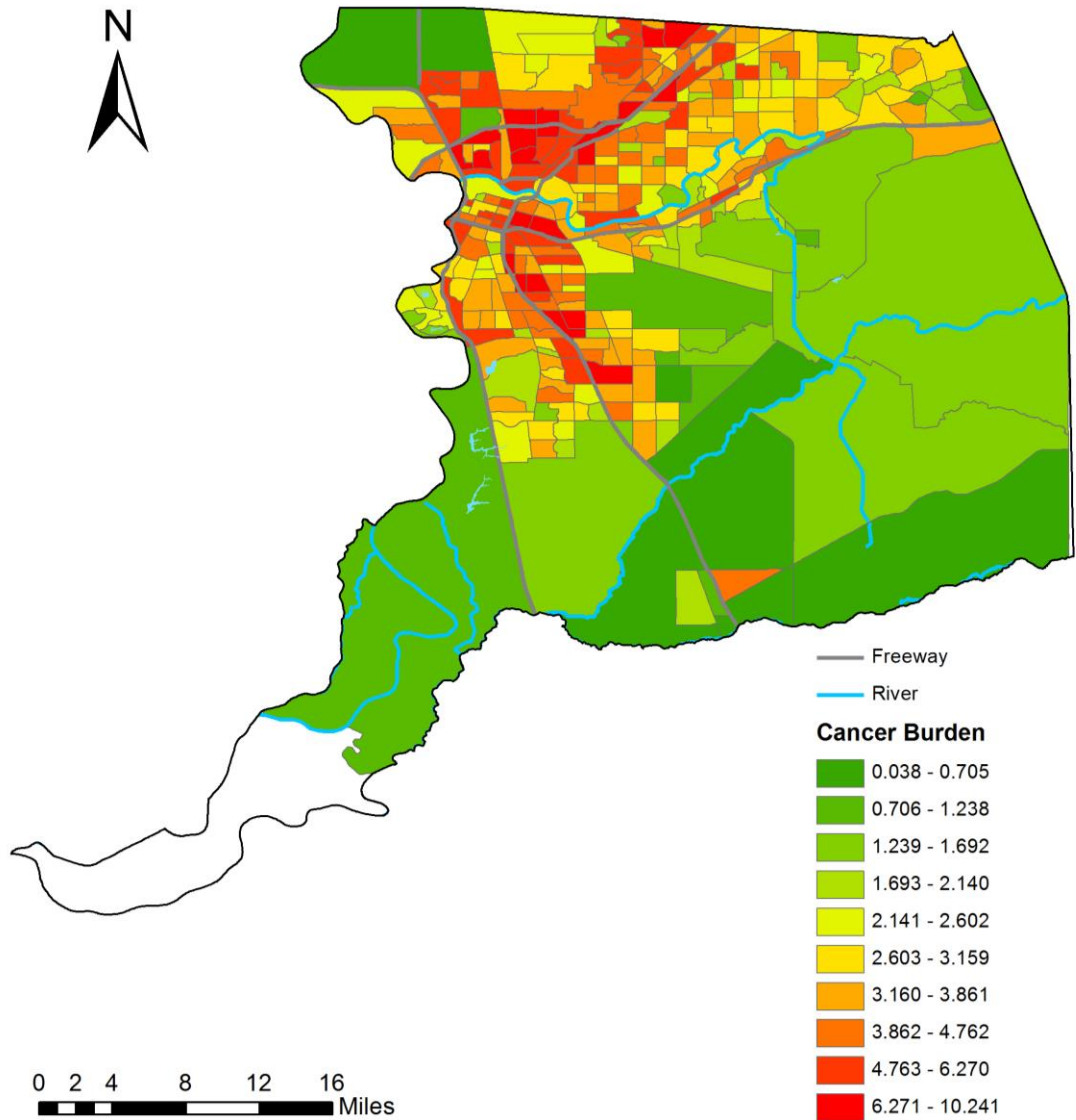 N
Freeway
River
Cancer Burden
0.038 - 0.705
0.706 - 1.238
1.239 - 1.692
1.693 - 2.140
2.141 - 2.602
2.603 - 3.159
3.160 - 3.861
3.862 - 4.762
4.763 - 6.270
6.271 - 10.241
0 2 4 8 12 16
Miles